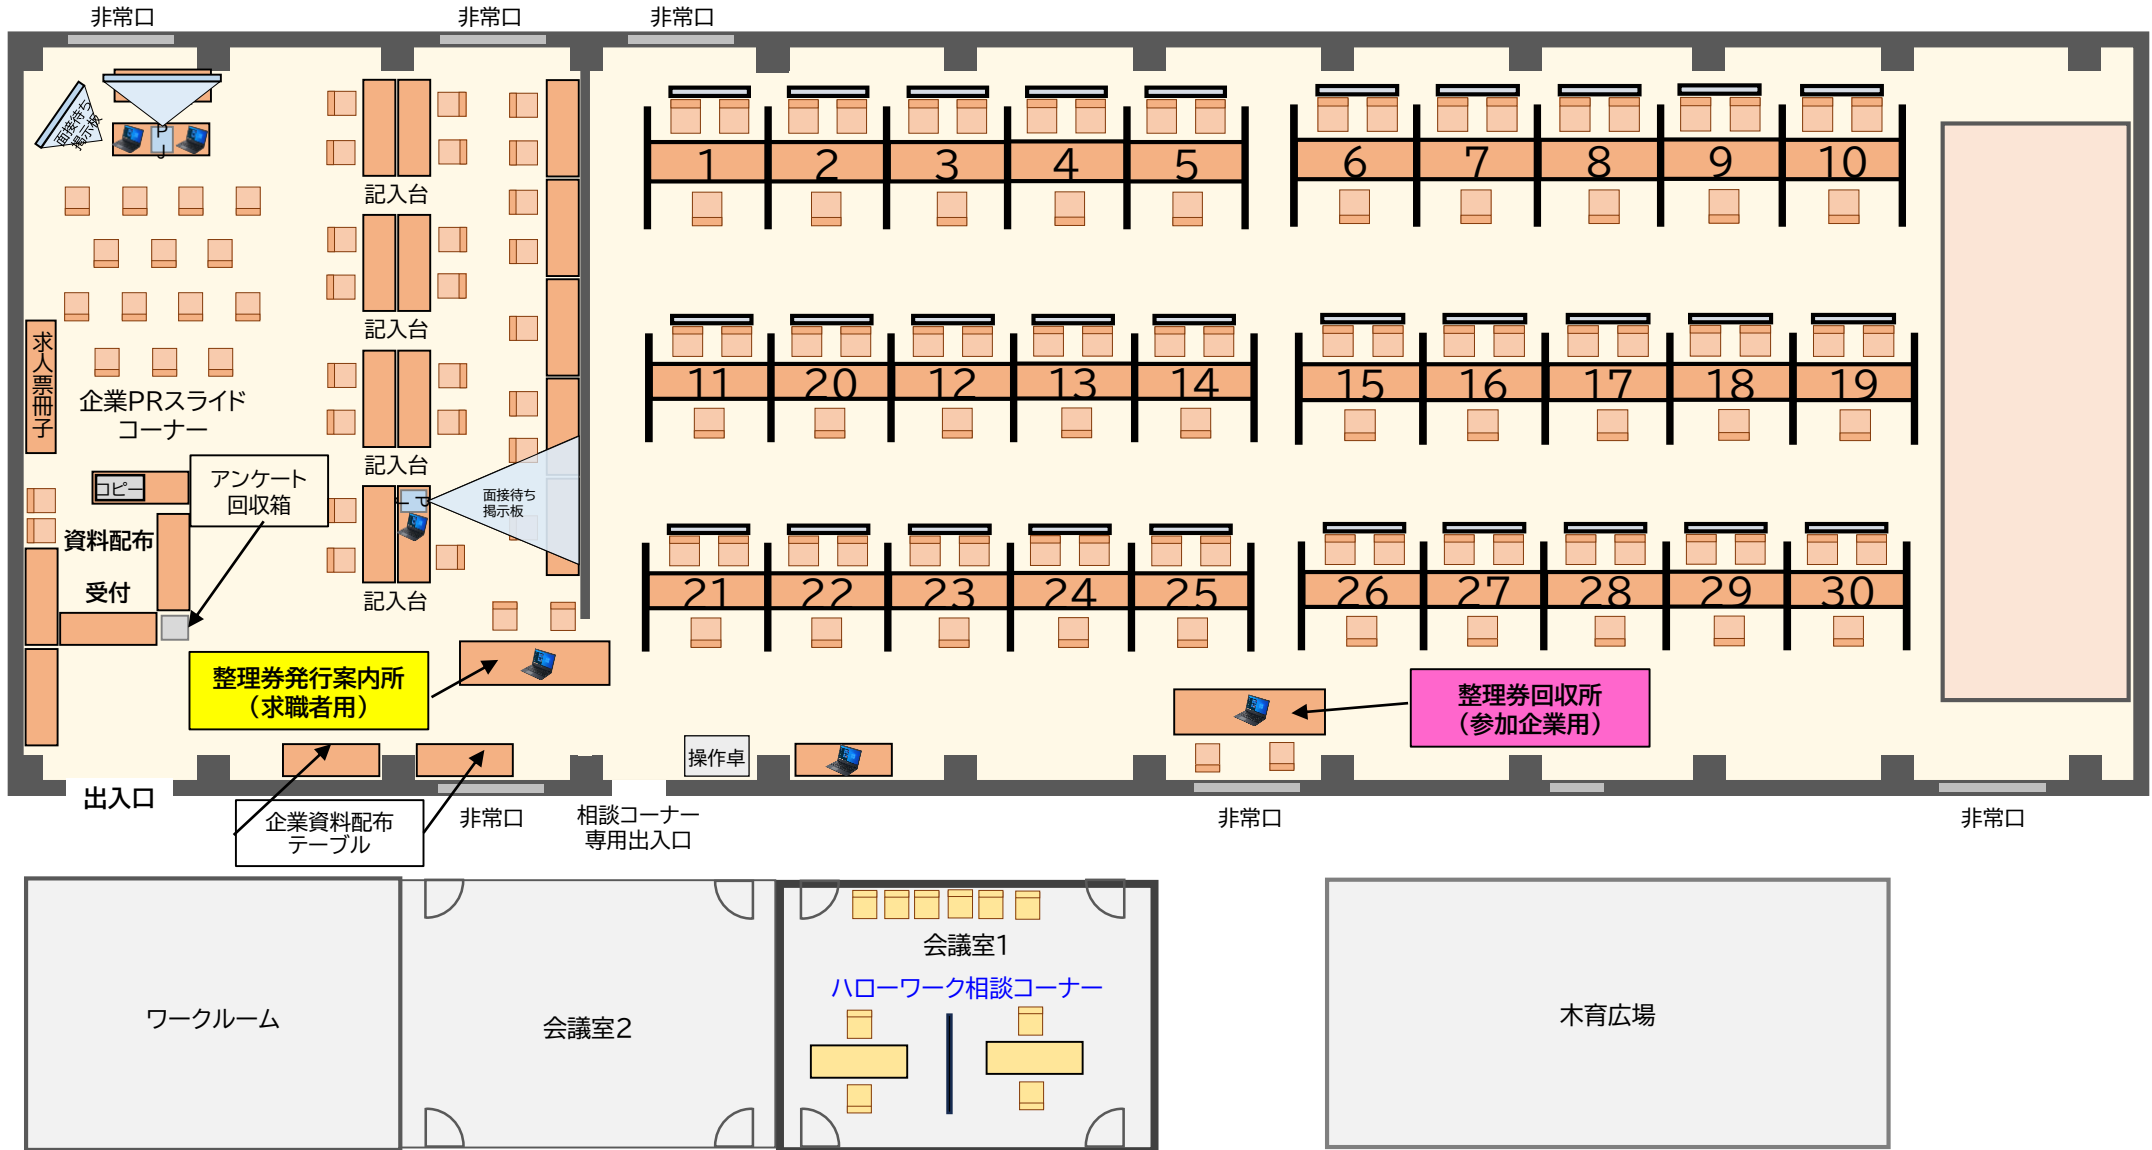 非常口
非常口
非常口
面接待ち
掲示板
P
J
記入台
記入台
記入台
記入台
求人票冊子
企業PRスライド
コーナー
コピー
アンケート
回収箱
資料配布
受付
P
J
面接待ち
掲示板
1
2
3
4
5
6
7
8
9
10
11
20
12
13
14
15
16
17
18
19
21
22
23
24
25
26
27
28
29
30
整理券発行案内所
（求職者用）
整理券回収所
（参加企業用）
操作卓
出入口
企業資料配布
テーブル
非常口
相談コーナー
専用出入口
非常口
非常口
ワークルーム
会議室2
会議室1
ハローワーク相談コーナー
木育広場